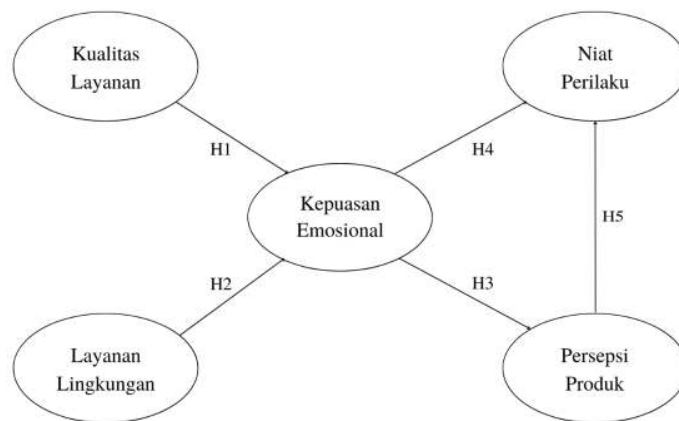 Kualitas
Layanan
Niat
Perilaku
H1
H4
Kepuasan
Emosional
H5
H2
H3
Layanan
Lingkungan
Persepsi
Produk